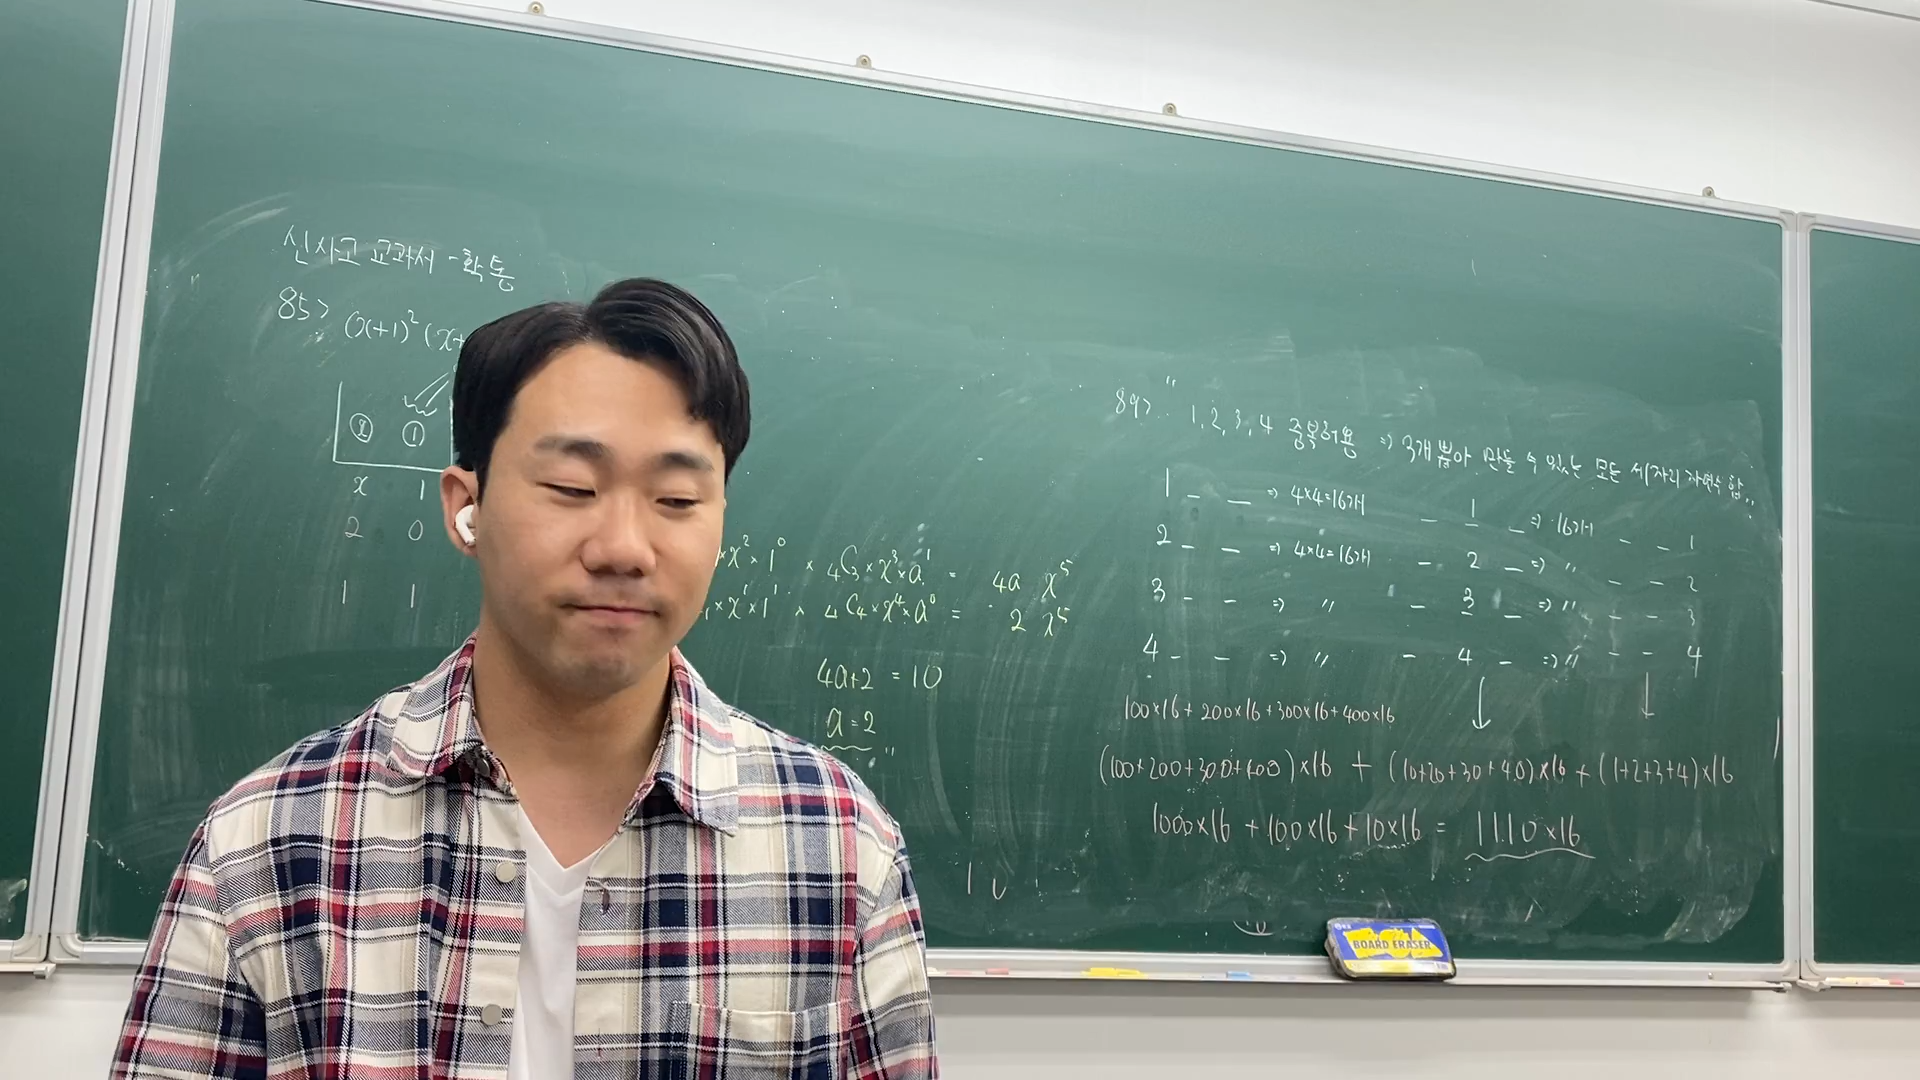 신사고 교과서 - 확통
85> (x+1)² (x+
② ①
x 1
2 0
1 1
×x²×1⁰ × ₄C₃×x³×a¹ = 4a x⁵
×x¹×1¹ × ₄C₄×x⁴×a⁰ = 2 x⁵
4a+2 = 10
a=2
89> " 1, 2, 3, 4 중복허용 => 3개 뽑아 만들 수 있는 모든 세자리 자연수 합"
1 _ _ => 4×4=16개 _ 1 _ => 16개 _ _ 1
2 _ _ => 4×4=16개 _ 2 _ => " _ _ 2
3 _ _ => " _ 3 _ => " _ _ 3
4 _ _ => " _ 4 _ => " _ _ 4
100×16 + 200×16 + 300×16 + 400×16
(100+200+300+400)×16 + (10+20+30+40)×16 + (1+2+3+4)×16
1000×16 + 100×16 + 10×16 = 1110×16
BOARD ERASER